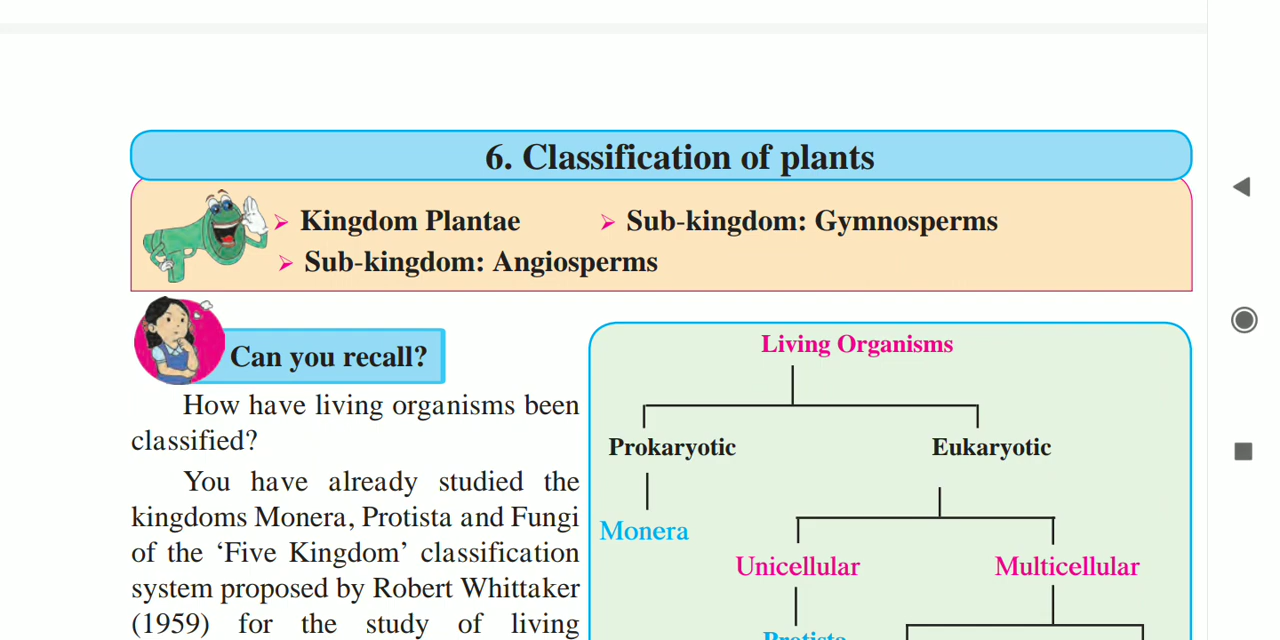 6. Classification of plants
➢ Kingdom Plantae ➢ Sub-kingdom: Gymnosperms
➢ Sub-kingdom: Angiosperms
Can you recall?
How have living organisms been
classified?
You have already studied the
kingdoms Monera, Protista and Fungi
of the ‘Five Kingdom’ classification
system proposed by Robert Whittaker
(1959) for the study of living
Living Organisms
Prokaryotic Eukaryotic
Monera
Unicellular Multicellular
Protista